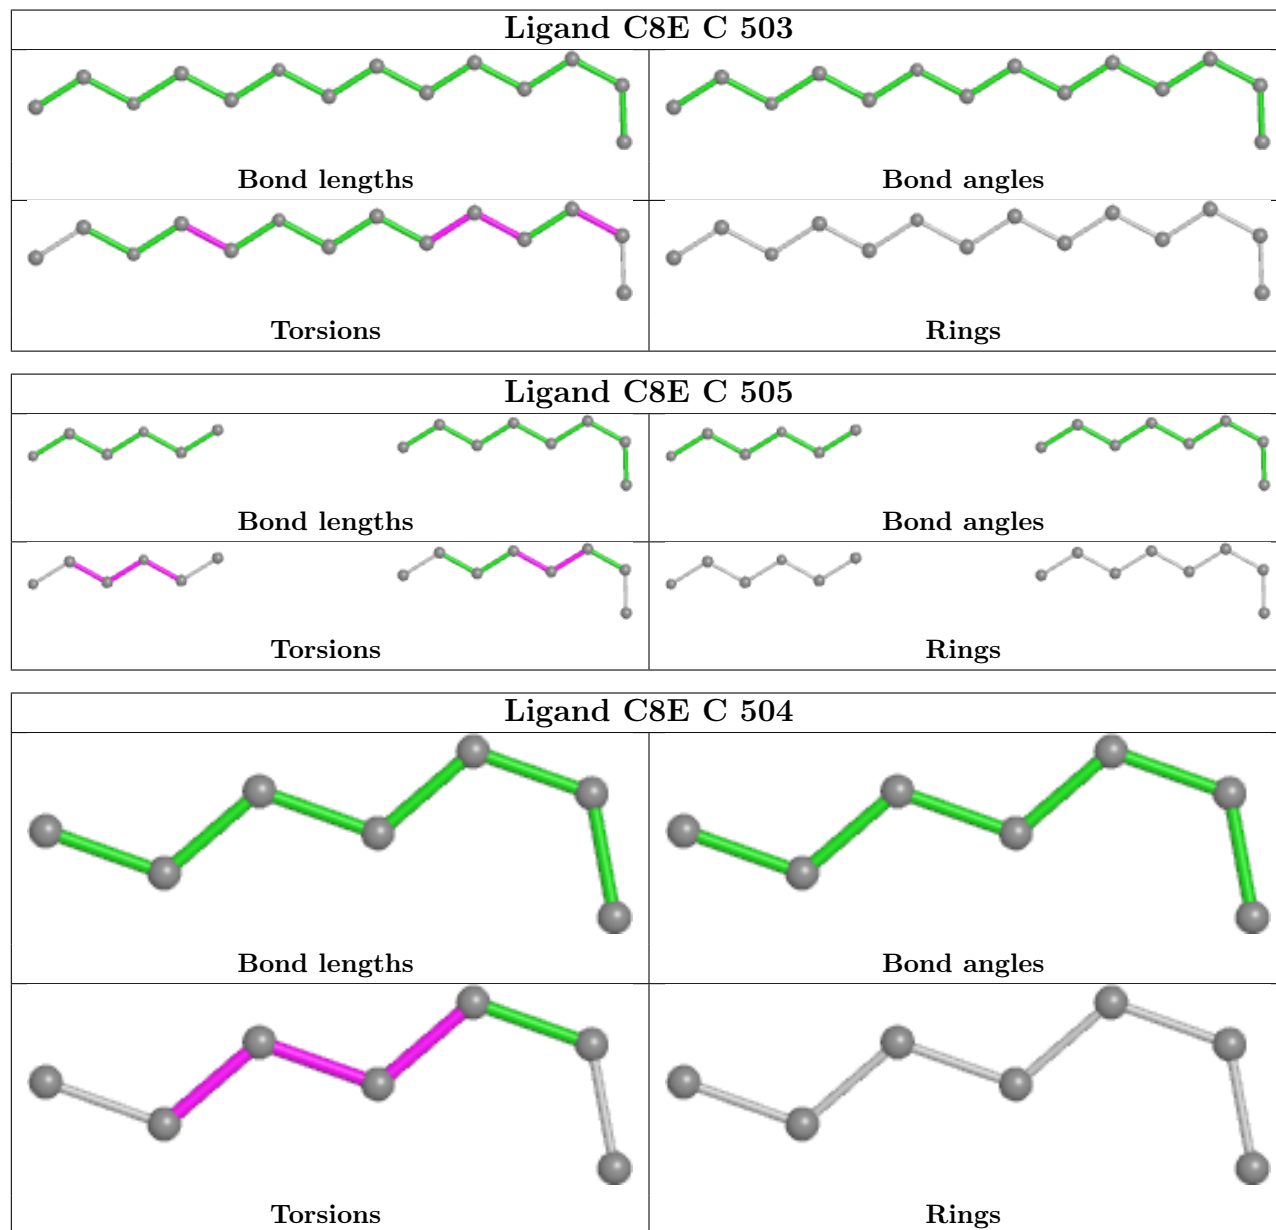 Ligand C8E C 503
Bond lengths
Bond angles
Torsions
Rings
Ligand C8E C 505
Bond lengths
Bond angles
Torsions
Rings
Ligand C8E C 504
Bond lengths
Bond angles
Torsions
Rings